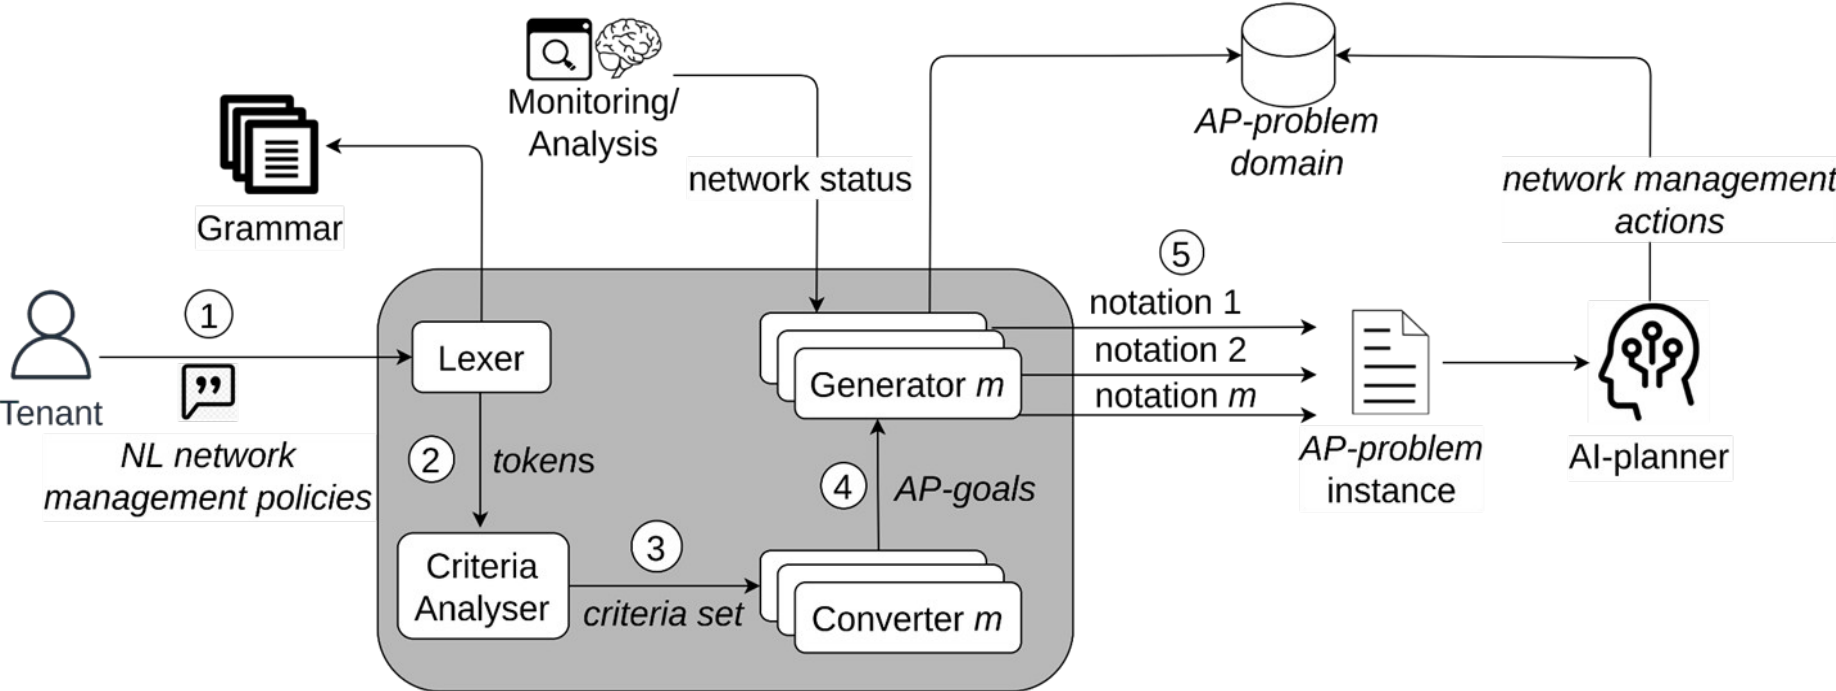 Monitoring/
Analysis
AP-problem
domain
Grammar
network status
network management
actions
1
Tenant
NL network
management policies
Lexer
2
tokens
Criteria
Analyser
3
criteria set
Converter m
4
AP-goals
Generator m
5
notation 1
notation 2
notation m
AP-problem
instance
AI-planner